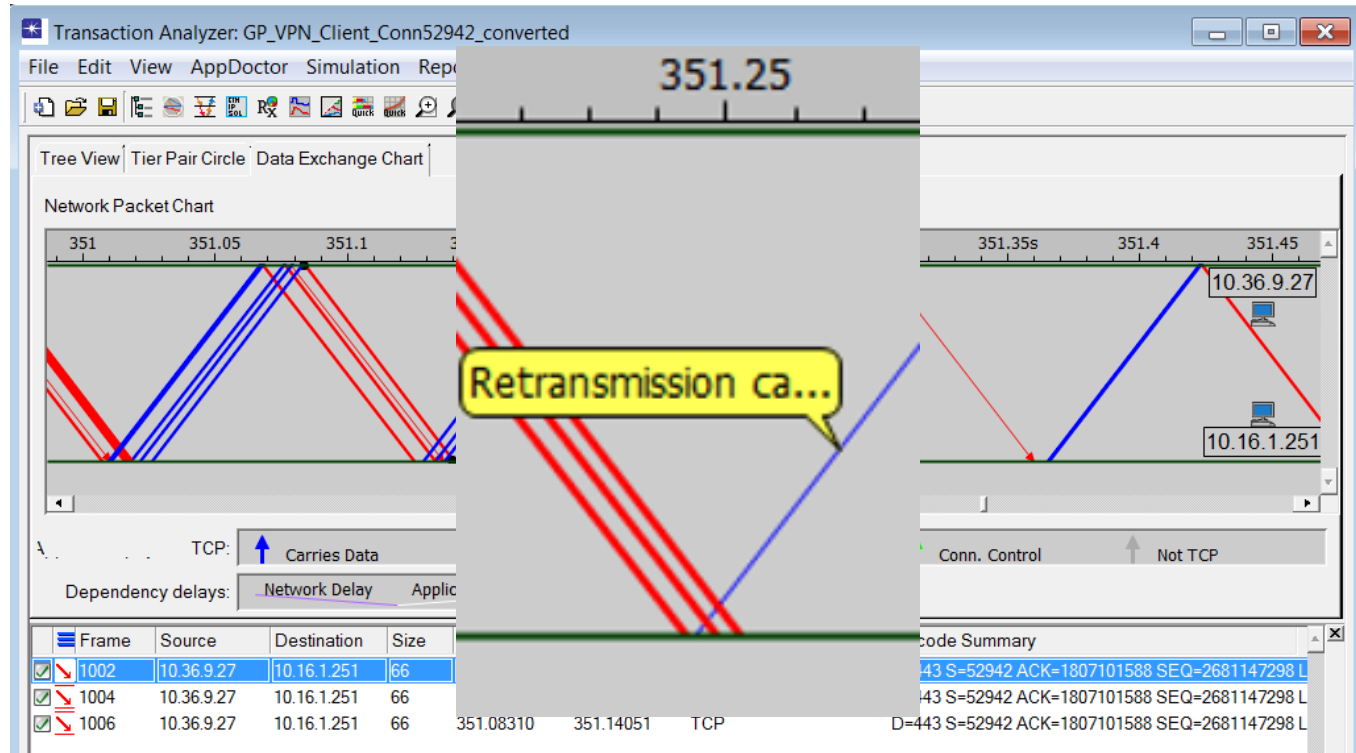 Transaction Analyzer: GP_VPN_Client_Conn52942_converted
File Edit View AppDoctor Simulation
351.25
QUICK QUICK
Tree View Tier Pair Circle Data Exchange Chart
Network Packet Chart
351 351.05 351.1 351.35s 351.4 351.45
10.36.9.27
Retransmission ca...
10.16.1.251
TCP: Carries Data Conn. Control Not TCP
Dependency delays: Network Delay
Frame Source Destination Size Summary
1002 10.36.9.27 10.16.1.251 66 D=443 S=52942 ACK=1807101588 SEQ=2681147298 L
1004 10.36.9.27 10.16.1.251 66 D=443 S=52942 ACK=1807101588 SEQ=2681147298 L
1006 10.36.9.27 10.16.1.251 66 351.08310 351.14051 TCP D=443 S=52942 ACK=1807101588 SEQ=2681147298 L